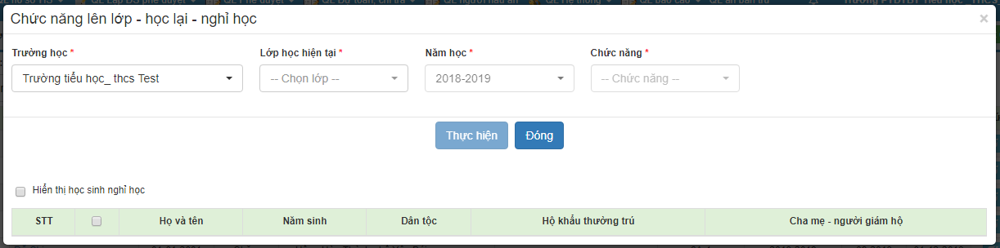 Chức năng lên lớp - học lại - nghỉ học
×
Trường học * Lớp học hiện tại * Năm học * Chức năng *
Trường tiểu học_ thcs Test -- Chọn lớp -- 2018-2019 -- Chức năng --
Thực hiện Đóng
Hiển thị học sinh nghỉ học
STT Họ và tên Năm sinh Dân tộc Hộ khẩu thường trú Cha mẹ - người giám hộ